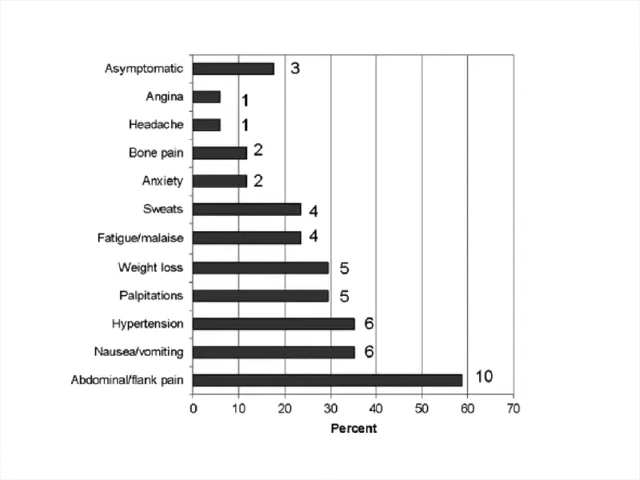 Asymptomatic 3
Angina 1
Headache 1
Bone pain 2
Anxiety 2
Sweats 4
Fatigue/malaise 4
Weight loss 5
Palpitations 5
Hypertension 6
Nausea/vomiting 6
Abdominal/flank pain 10
0 10 20 30 40 50 60 70
Percent